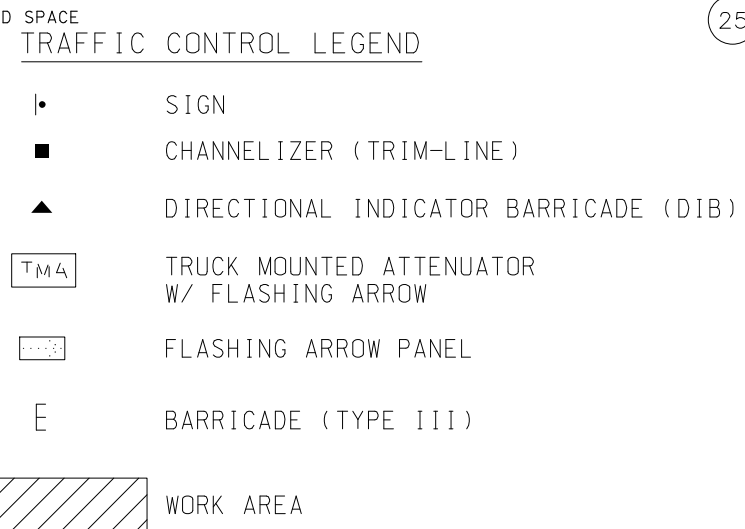 D SPACE
25
TRAFFIC CONTROL LEGEND
SIGN
CHANNELIZER (TRIM-LINE)
DIRECTIONAL INDICATOR BARRICADE (DIB)
TMA TRUCK MOUNTED ATTENUATOR
W/ FLASHING ARROW
FLASHING ARROW PANEL
E BARRICADE (TYPE III)
WORK AREA